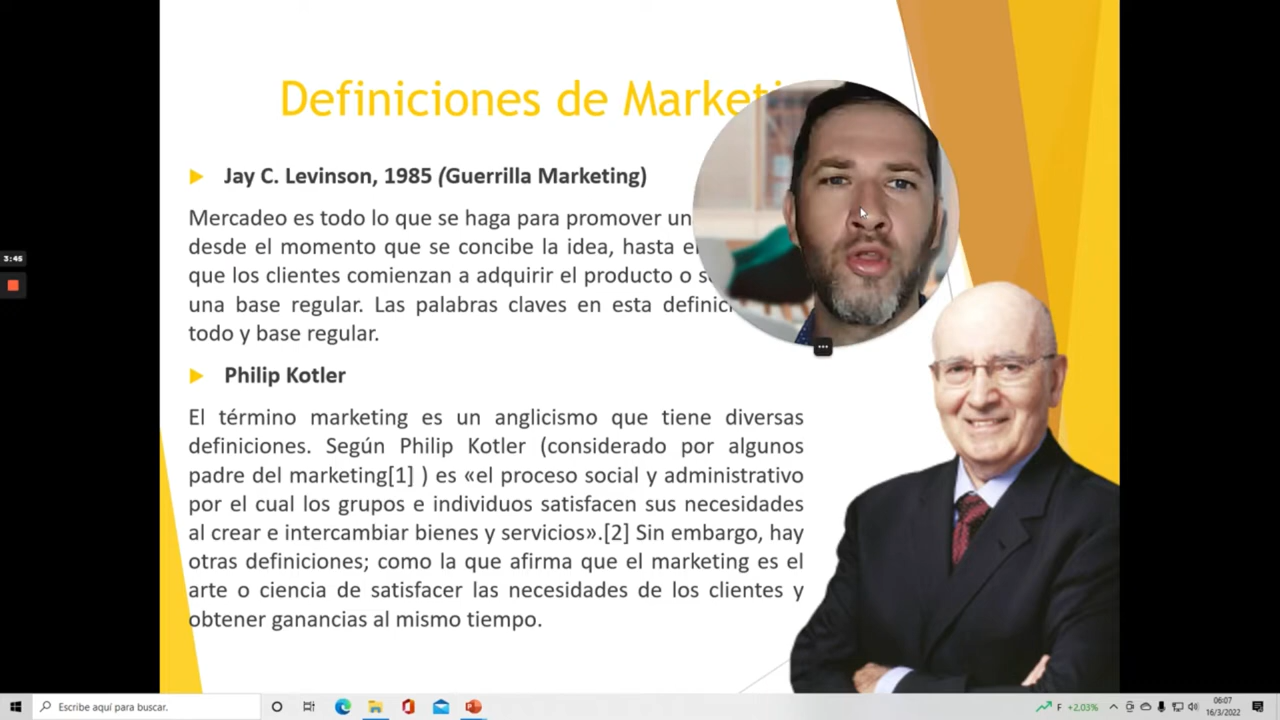 Definiciones de Market
Jay C. Levinson, 1985 (Guerrilla Marketing)
Mercadeo es todo lo que se haga para promover un
desde el momento que se concibe la idea, hasta
que los clientes comienzan a adquirir el producto o
una base regular. Las palabras claves en esta
todo y base regular.
Philip Kotler
El término marketing es un anglicismo que tiene diversas
definiciones. Según Philip Kotler (considerado por algunos
padre del marketing[1] ) es «el proceso social y administrativo
por el cual los grupos e individuos satisfacen sus necesidades
al crear e intercambiar bienes y servicios».[2] Sin embargo, hay
otras definiciones; como la que afirma que el marketing es el
arte o ciencia de satisfacer las necesidades de los clientes y
obtener ganancias al mismo tiempo.
3:45
Escribe aquí para buscar.
F +2.03%
06:07
16/3/2022